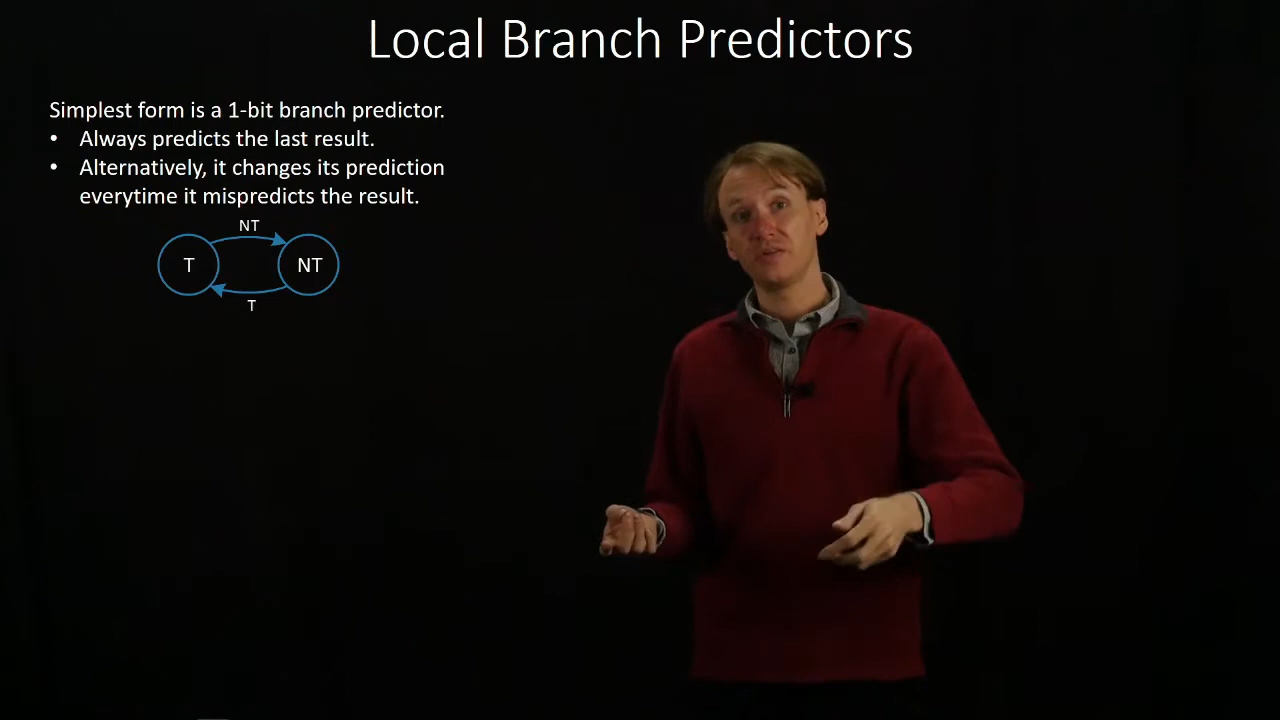 Local Branch Predictors
Simplest form is a 1-bit branch predictor.
• Always predicts the last result.
• Alternatively, it changes its prediction
everytime it mispredicts the result.
NT
T
NT
T